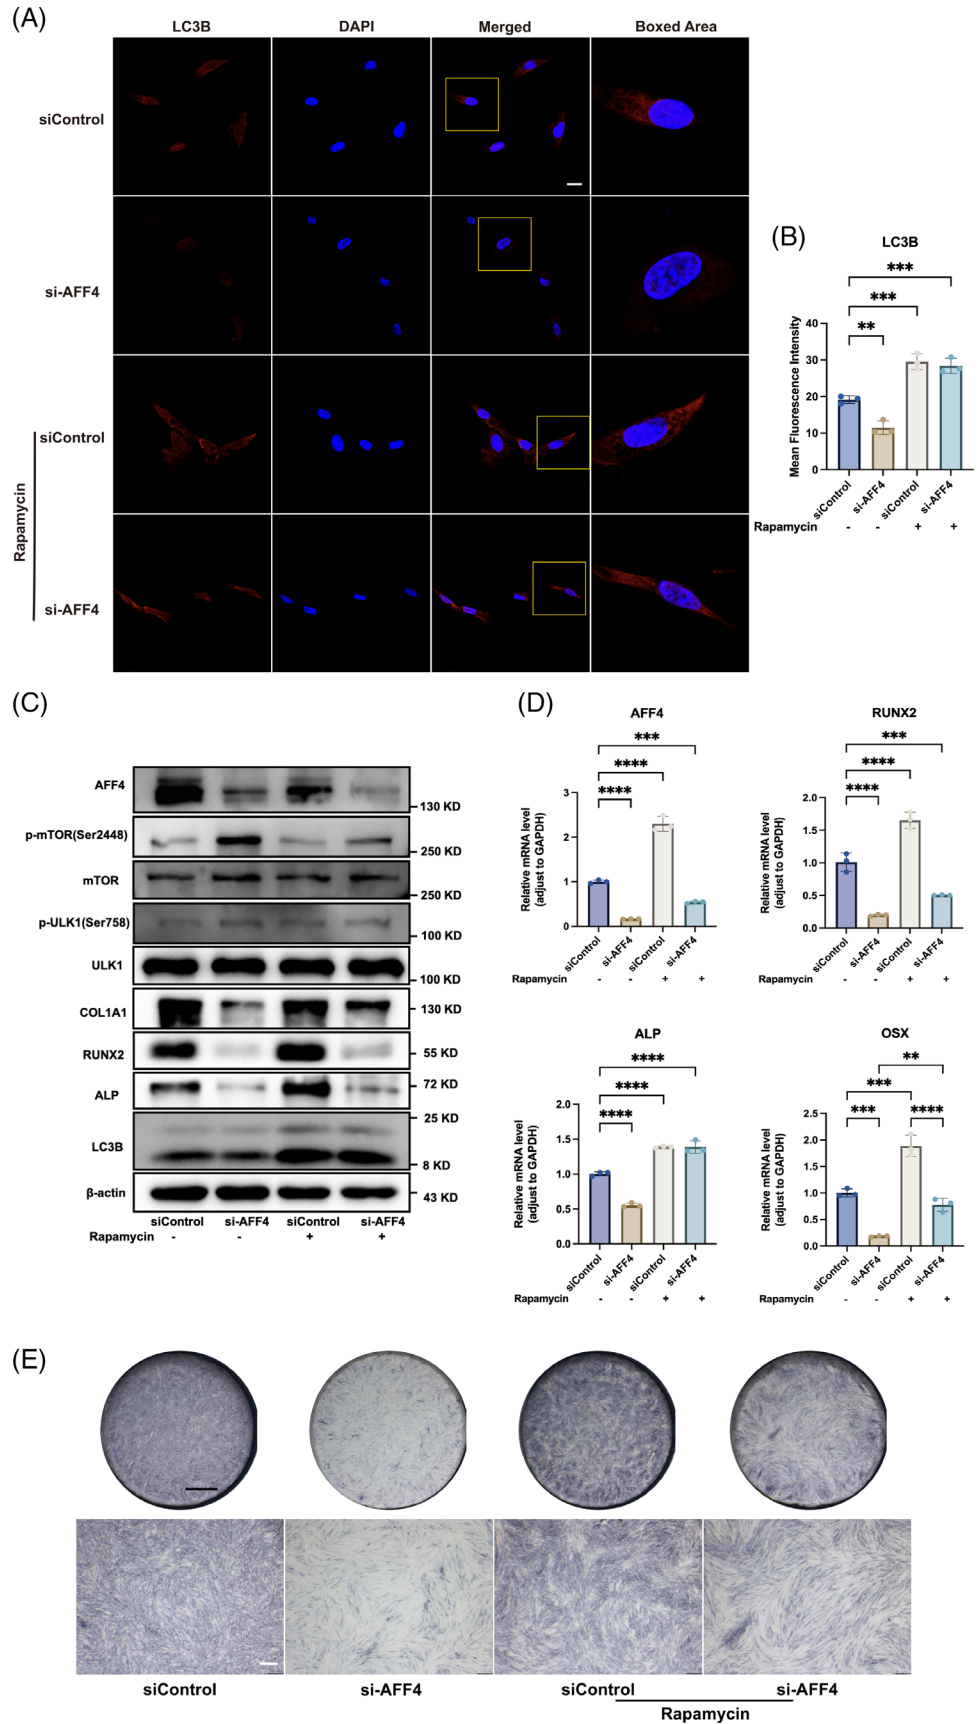 (A)
LC3B DAPI Merged Boxed Area
siControl
si-AFF4
siControl
si-AFF4
Rapamycin
(B)
LC3B
***
***
**
Mean Fluorescence Intensity
40
30
20
10
0
siControl si-AFF4 siControl si-AFF4
Rapamycin - - + +
(C)
AFF4
130 KD
p-mTOR(Ser2448)
250 KD
mTOR
250 KD
p-ULK1(Ser758)
100 KD
ULK1
100 KD
COL1A1
130 KD
RUNX2
55 KD
ALP
72 KD
25 KD
LC3B
8 KD
β-actin
43 KD
siControl si-AFF4 siControl si-AFF4
Rapamycin - - + +
(D)
AFF4
***
****
****
Relative mRNA level
(adjust to GAPDH)
3
2
1
0
siControl si-AFF4 siControl si-AFF4
Rapamycin - - + +
RUNX2
***
****
****
Relative mRNA level
(adjust to GAPDH)
2.0
1.5
1.0
0.5
0.0
siControl si-AFF4 siControl si-AFF4
Rapamycin - - + +
ALP
****
****
****
Relative mRNA level
(adjust to GAPDH)
2.0
1.5
1.0
0.5
0.0
siControl si-AFF4 siControl si-AFF4
Rapamycin - - + +
OSX
**
***
*** ****
Relative mRNA level
(adjust to GAPDH)
2.5
2.0
1.5
1.0
0.5
0.0
siControl si-AFF4 siControl si-AFF4
Rapamycin - - + +
(E)
siControl si-AFF4 siControl si-AFF4
Rapamycin